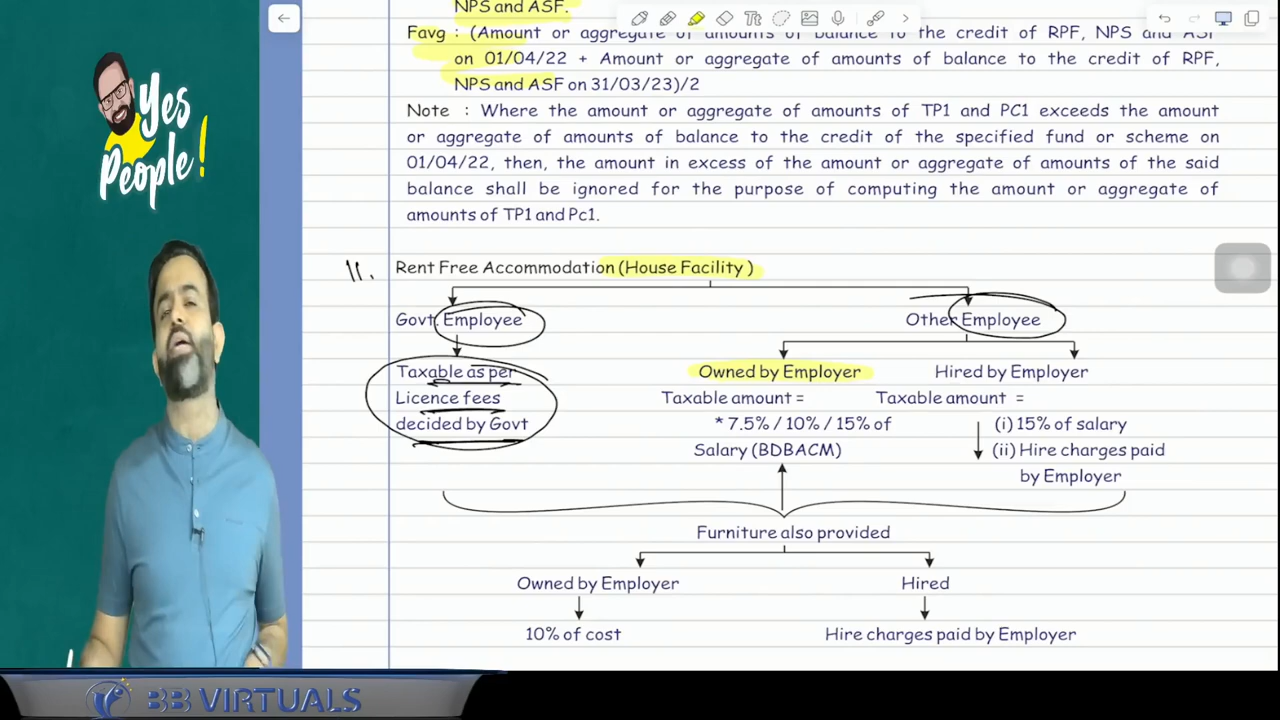 Yes
People!
NPS and ASF.
Favg : (Amount or aggregate of amounts of balance to the credit of RPF, NPS and ASF
on 01/04/22 + Amount or aggregate of amounts of balance to the credit of RPF,
NPS and ASF on 31/03/23)/2
Note : Where the amount or aggregate of amounts of TP1 and PC1 exceeds the amount
or aggregate of amounts of balance to the credit of the specified fund or scheme on
01/04/22, then, the amount in excess of the amount or aggregate of amounts of the said
balance shall be ignored for the purpose of computing the amount or aggregate of
amounts of TP1 and Pc1.
11. Rent Free Accommodation (House Facility )
Govt. Employee
Other Employee
Taxable as per
Licence fees
decided by Govt
Owned by Employer
Taxable amount =
* 7.5% / 10% / 15% of
Salary (BDBACM)
Hired by Employer
Taxable amount =
(i) 15% of salary
(ii) Hire charges paid
by Employer
Furniture also provided
Owned by Employer
Hired
10% of cost
Hire charges paid by Employer
BB VIRTUALS